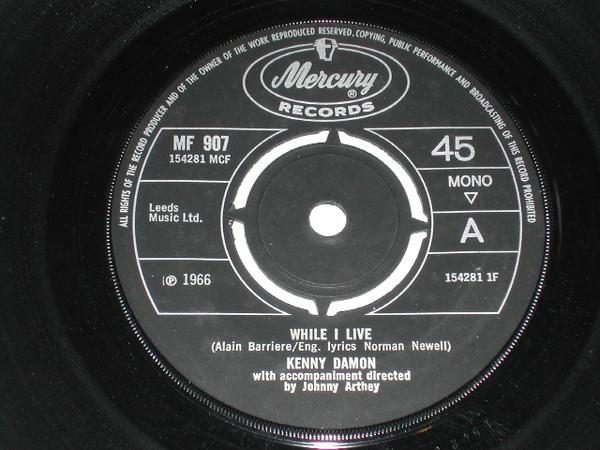 ALL RIGHTS OF THE RECORD PRODUCER AND OF THE OWNER OF THE WORK REPRODUCED RESERVED. COPYING, PUBLIC PERFORMANCE AND BROADCASTING OF THIS RECORD PROHIBITED
Mercury ®
RECORDS
MF 907
154281 MCF
45
MONO
Leeds
Music Ltd.
A
℗ 1966
154281 1F
WHILE I LIVE
(Alain Barriere/Eng. lyrics Norman Newell)
KENNY DAMON
with accompaniment directed
by Johnny Arthey